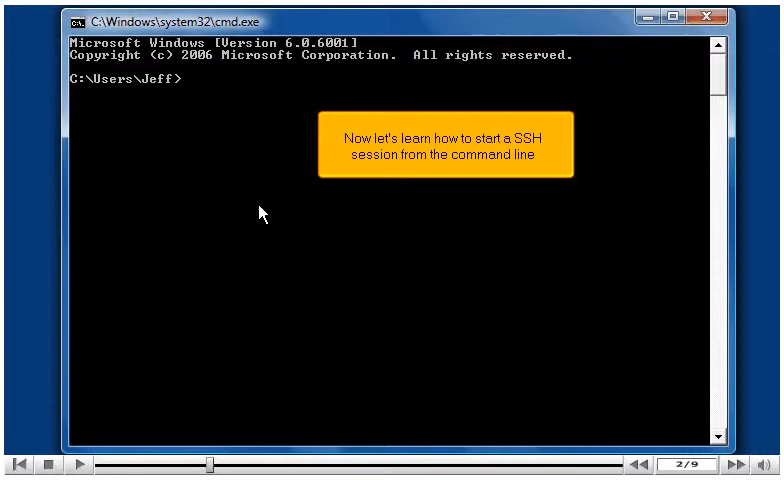 C:\Windows\system32\cmd.exe
Microsoft Windows [Version 6.0.6001]
Copyright (c) 2006 Microsoft Corporation.  All rights reserved.
C:\Users\Jeff>
Now let's learn how to start a SSH
session from the command line
2/9